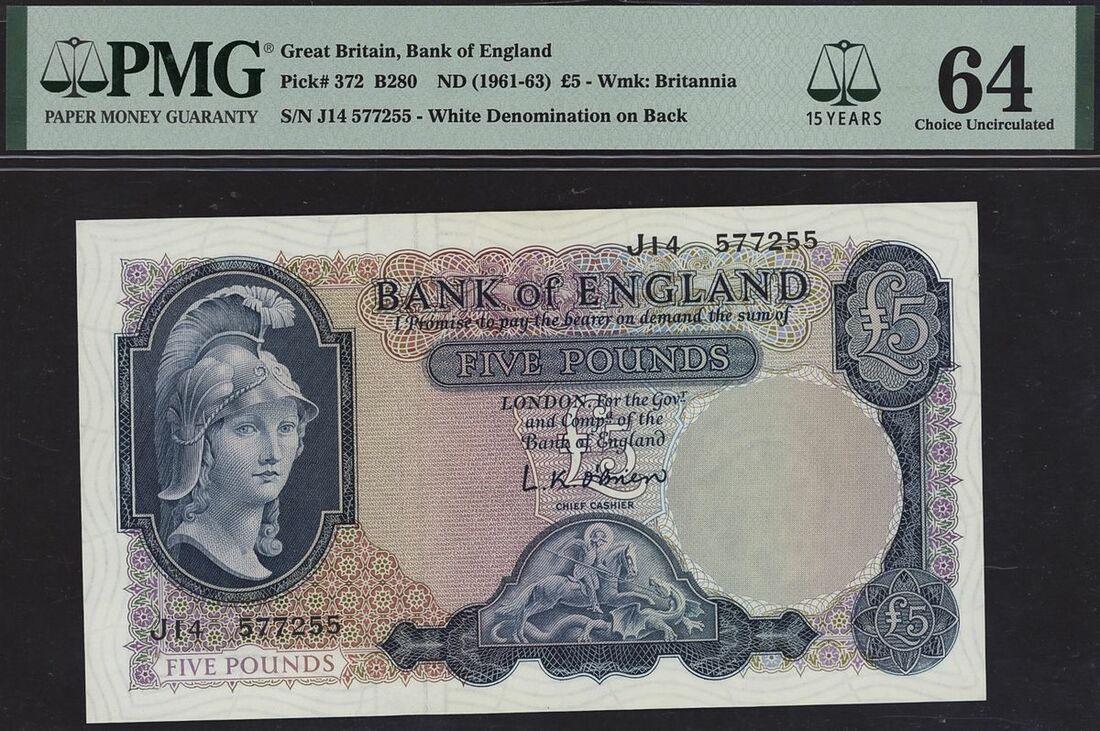 PMG®
PAPER MONEY GUARANTY
Great Britain, Bank of England
Pick# 372 B280 ND (1961-63) £5 - Wmk: Britannia
S/N J14 577255 - White Denomination on Back
15 YEARS
64
Choice Uncirculated
J14 577255
BANK of ENGLAND
I Promise to pay the bearer on demand the sum of
FIVE POUNDS
£5
LONDON, For the Govr
and Compa of the
Bank of England
£5
L.K. O'Brien
CHIEF CASHIER
J14 577255
FIVE POUNDS
£5